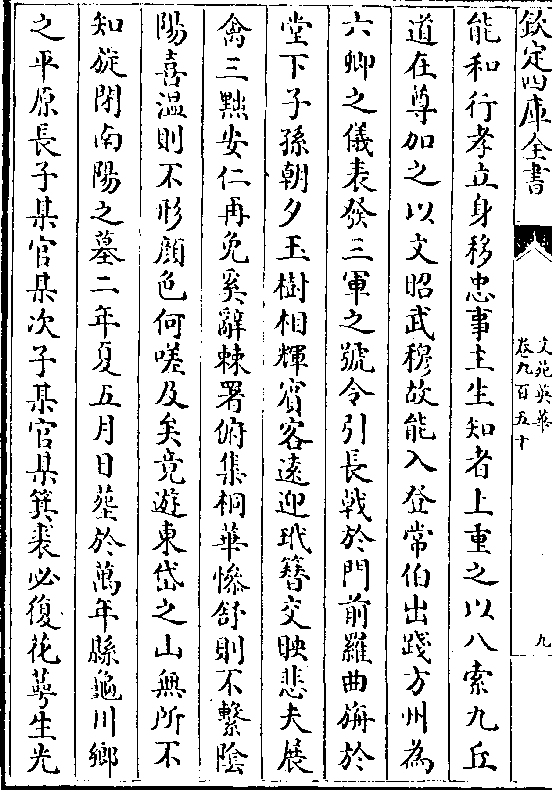 欽定四庫全書
文苑英華
卷九百五十
九
能和行孝立身移忠事主生知者上重之以八索九丘
道在尊加之以文昭武穆故能入登常伯出踐方州為
六卿之儀表發三軍之號令引長戟於門前羅曲旃於
堂下子孫朝夕玉樹相輝賓客遠迎玳簪交映悲夫展
禽三黜安仁再免奚辭棘署俯集桐華慘舒則不繫陰
陽喜溫則不形顔色何嗟及矣竟遊東岱之山無所不
知旋閉南陽之墓二年夏五月日葬於萬年縣龜川鄉
之平原長子某官某次子某官某箕裘必復花萼生光